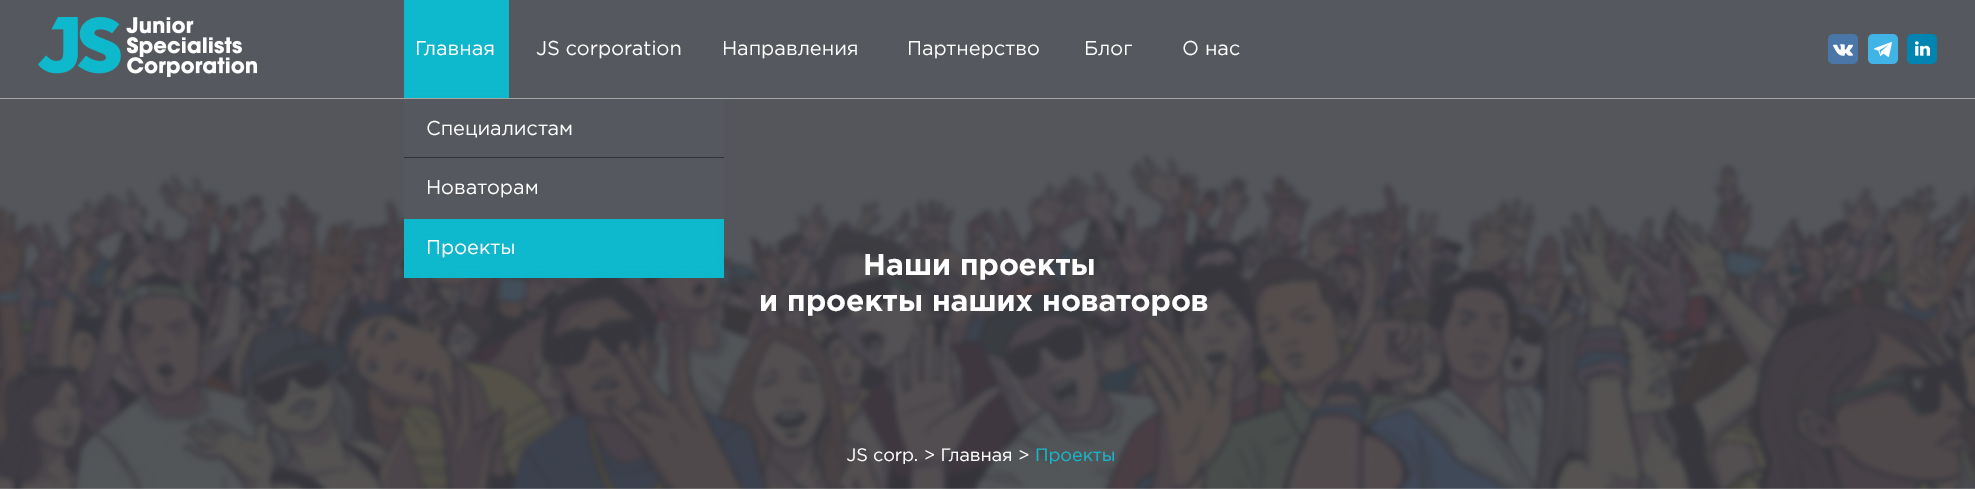 JS
Junior
Specialists
Corporation
Главная
JS corporation
Направления
Партнерство
Блог
О нас
in
Специалистам
Новаторам
Проекты
Наши проекты
и проекты наших новаторов
JS corp. > Главная > Проекты